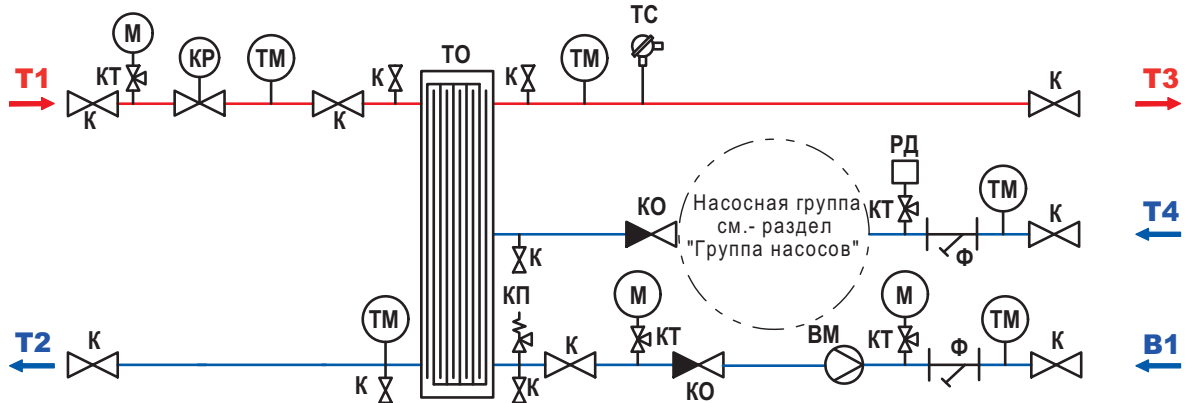 М
КР
ТМ
КТ
К
ТО
К
ТМ
ТС
Т1
К
К
К
Т3
РД
ТМ
КО
Насосная группа
см.- раздел
"Группа насосов"
КТ
К
Т4
К
Ф
ТМ
КП
М
ВМ
М
ТМ
Т2
К
К
КТ
КТ
Ф
К
В1
К
К
КО